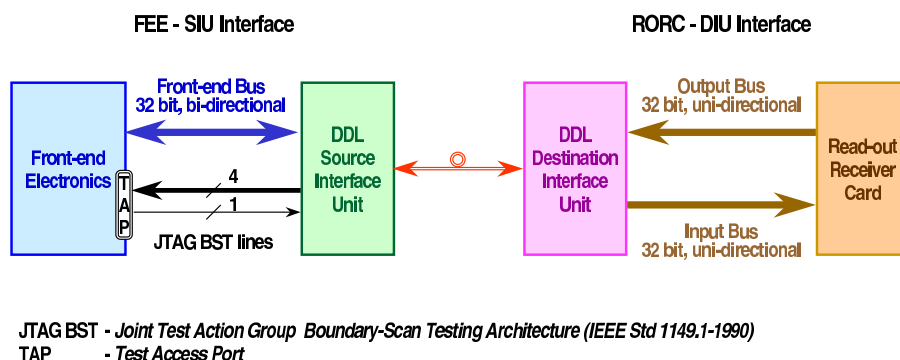 FEE - SIU Interface
RORC - DIU Interface
Front-end Bus
32 bit, bi-directional
Output Bus
32 bit, uni-directional
Front-end
Electronics
DDL
Source
Interface
Unit
DDL
Destination
Interface
Unit
Read-out
Receiver
Card
T
A
P
4
1
JTAG BST lines
Input Bus
32 bit, uni-directional
JTAG BST - Joint Test Action Group Boundary-Scan Testing Architecture (IEEE Std 1149.1-1990)
TAP - Test Access Port